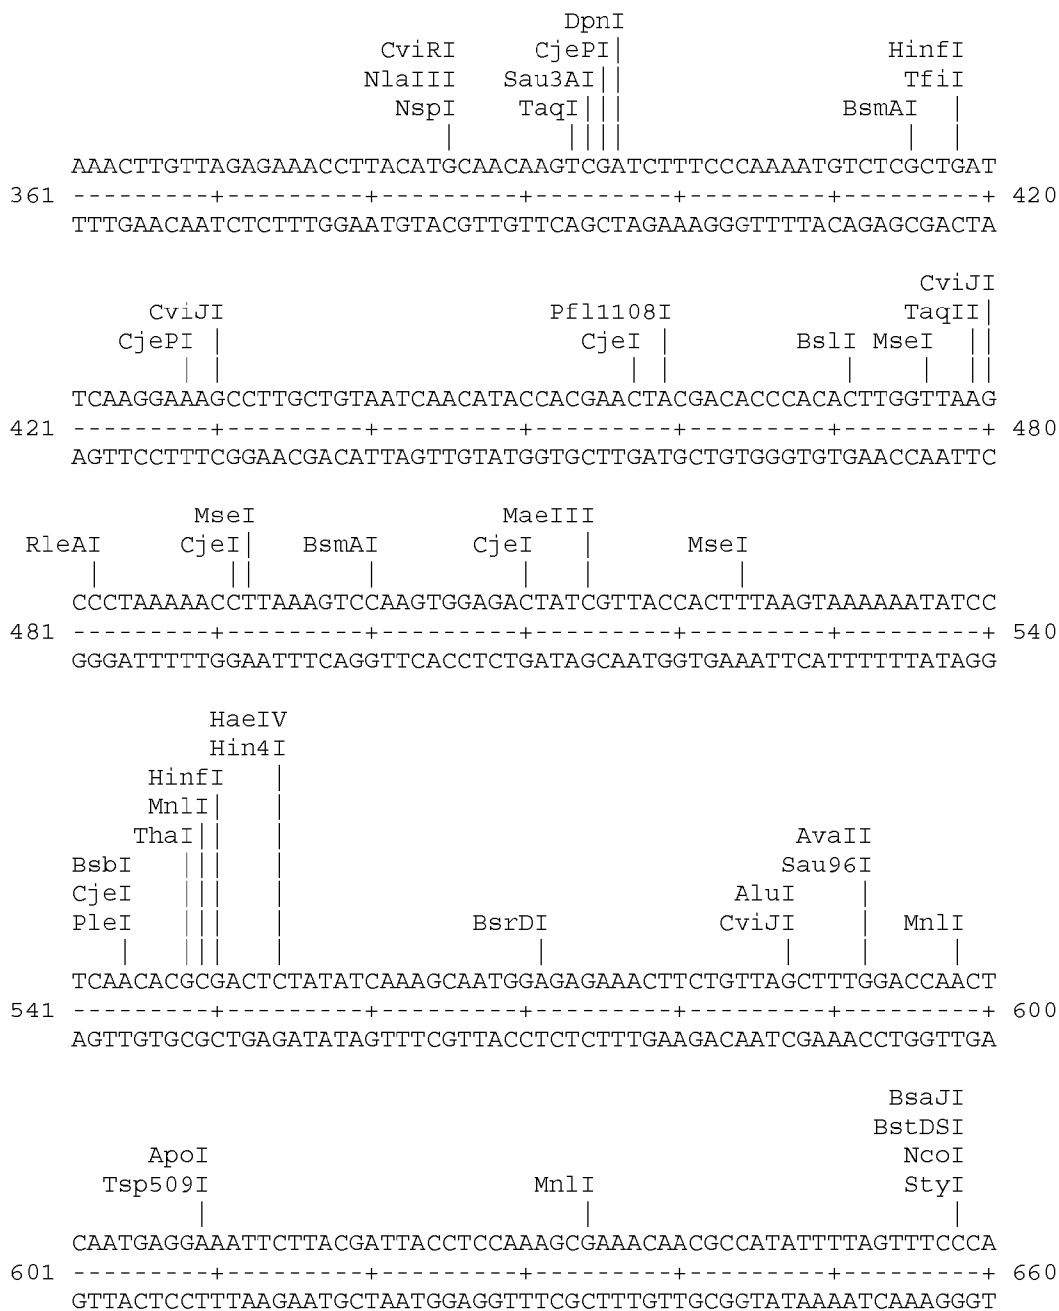 DpnI
CviRI CjePI| HinfI
NlaIII Sau3AI|| TfiI
NspI TaqI||| BsmAI |
| |||| | |
AAACTTGTTAGAGAAACCTTACATGCAACAAGTCGATCTTTCCCAAAATGTCTCGCTGAT
361 ---------+---------+---------+---------+---------+---------+ 420
TTTGAACAATCTCTTTGGAATGTACGTTGTTCAGCTAGAAAGGGTTTTACAGAGCGACTA
CviJI
CviJI Pfl1108I TaqII|
CjePI | CjeI | BslI MseI ||
| | | | | | ||
TCAAGGAAAGCCTTGCTGTAATCAACATACCACGAACTACGACACCCACACTTGGTTAAG
421 ---------+---------+---------+---------+---------+---------+ 480
AGTTCCTTTCGGAACGACATTAGTTGTATGGTGCTTGATGCTGTGGGTGTGAACCAATTC
MseI MaeIII
RleAI CjeI| BsmAI CjeI | MseI
| || | | | |
CCCTAAAAACCTTAAAGTCCAAGTGGAGACTATCGTTACCACTTTAAGTAAAAAATATCC
481 ---------+---------+---------+---------+---------+---------+ 540
GGGATTTTTGGAATTTCAGGTTCACCTCTGATAGCAATGGTGAAATTCATTTTTTATAGG
HaeIV
Hin4I
HinfI |
MnlI| |
ThaI|| | AvaII
BsbI ||| | Sau96I
CjeI ||| | AluI |
PleI ||| | BsrDI CviJI | MnlI
| ||| | | | | |
TCAACACGCGACTCTATATCAAAGCAATGGAGAGAAACTTCTGTTAGCTTTGGACCAACT
541 ---------+---------+---------+---------+---------+---------+ 600
AGTTGTGCGCTGAGATATAGTTTCGTTACCTCTCTTTGAAGACAATCGAAACCTGGTTGA
BsaJI
BstDSI
ApoI NcoI
Tsp509I MnlI StyI
| | |
CAATGAGGAAATTCTTACGATTACCTCCAAAGCGAAACAACGCCATATTTTAGTTTCCCA
601 ---------+---------+---------+---------+---------+---------+ 660
GTTACTCCTTTAAGAATGCTAATGGAGGTTTCGCTTTGTTGCGGTATAAAATCAAAGGGT